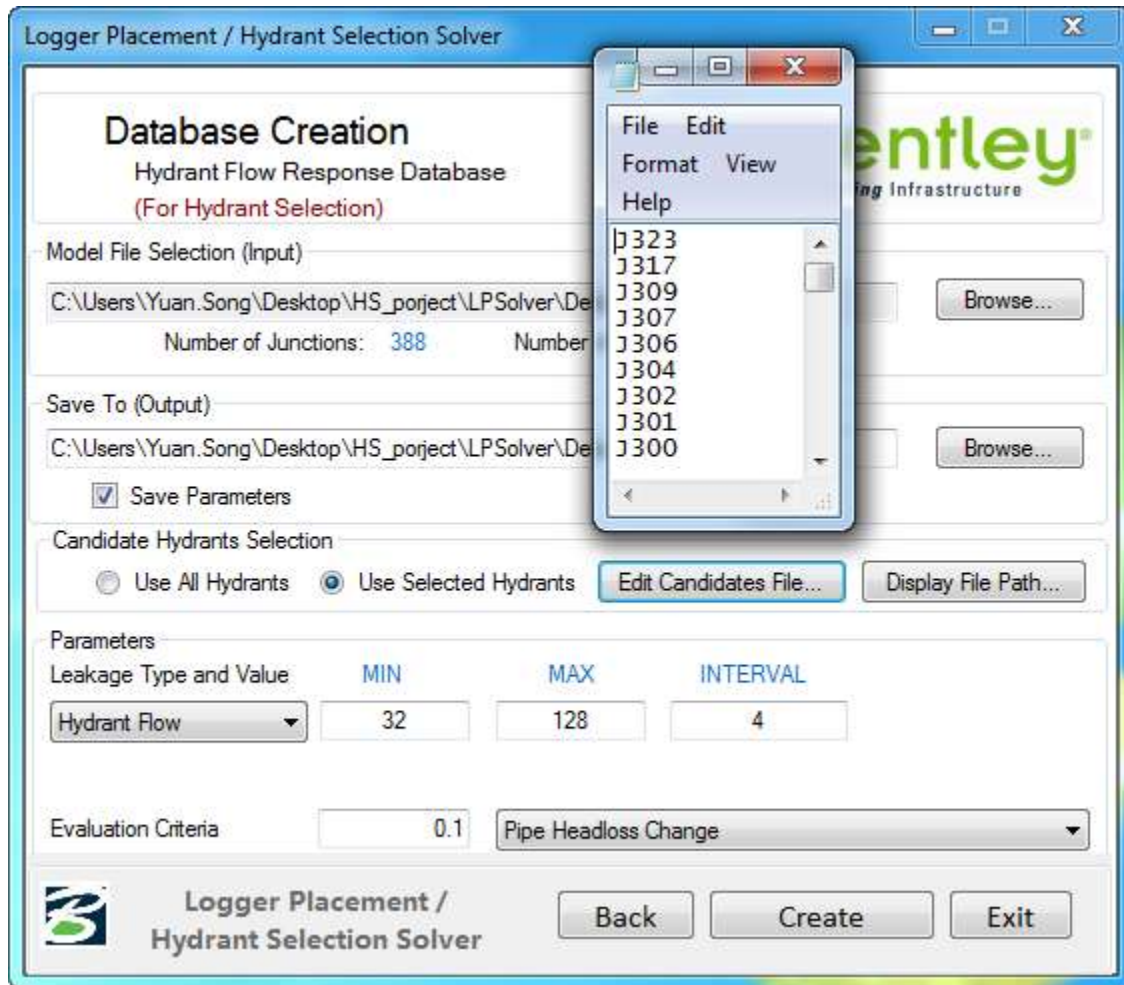 Logger Placement / Hydrant Selection Solver
Database Creation
Hydrant Flow Response Database
(For Hydrant Selection)
entley
ing Infrastructure
File Edit
Format View
Help
J323
J317
J309
J307
J306
J304
J302
J301
J300
Model File Selection (Input)
C:\Users\Yuan.Song\Desktop\HS_porject\LPSolver\De
Browse...
Number of Junctions: 388 Number
Save To (Output)
C:\Users\Yuan.Song\Desktop\HS_porject\LPSolver\De
Browse...
Save Parameters
Candidate Hydrants Selection
Use All Hydrants Use Selected Hydrants Edit Candidates File... Display File Path...
Parameters
Leakage Type and Value MIN MAX INTERVAL
Hydrant Flow 32 128 4
Evaluation Criteria 0.1 Pipe Headloss Change
Logger Placement /
Hydrant Selection Solver
Back Create Exit